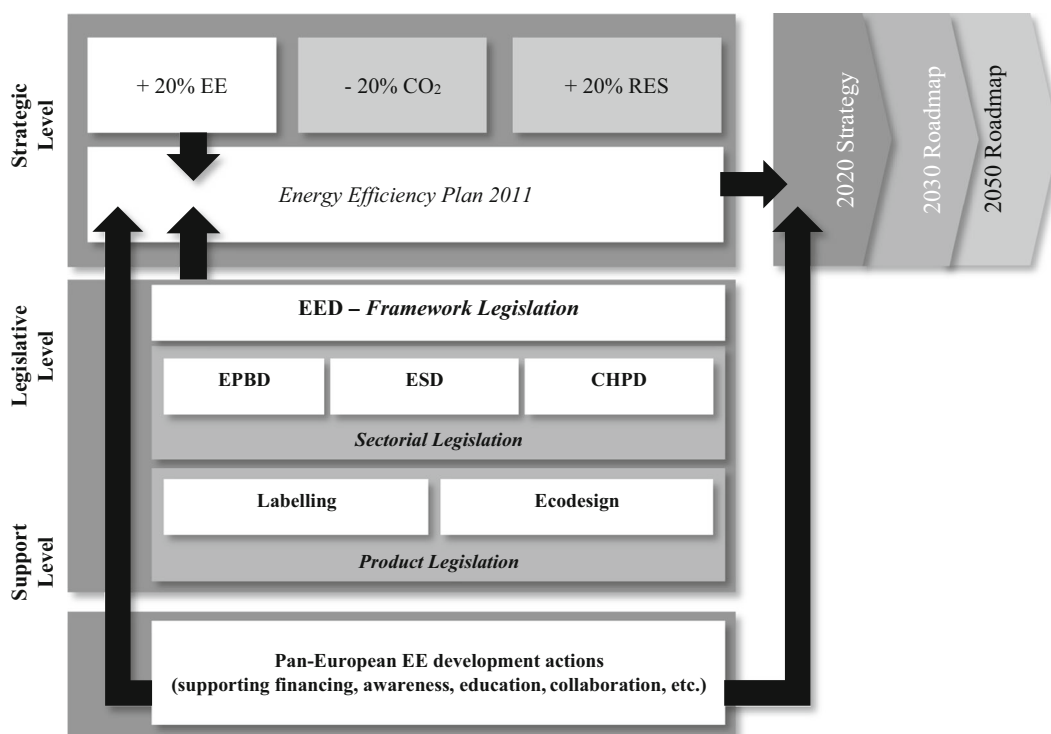 Strategic
Level
+ 20% EE
- 20% CO₂
+ 20% RES
Energy Efficiency Plan 2011
2020 Strategy
2030 Roadmap
2050 Roadmap
Legislative
Level
EED – Framework Legislation
EPBD
ESD
CHPD
Sectorial Legislation
Support
Level
Labelling
Ecodesign
Product Legislation
Pan-European EE development actions
(supporting financing, awareness, education, collaboration, etc.)